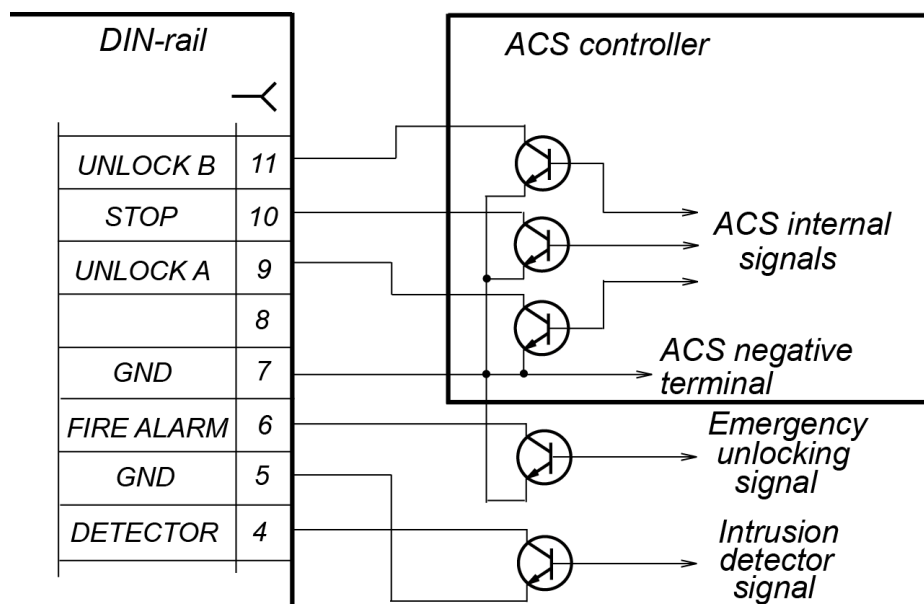 DIN-rail
ACS controller
UNLOCK B 11
STOP 10
UNLOCK A 9
8
GND 7
FIRE ALARM 6
GND 5
DETECTOR 4
ACS internal
signals
ACS negative
terminal
Emergency
unlocking
signal
Intrusion
detector
signal